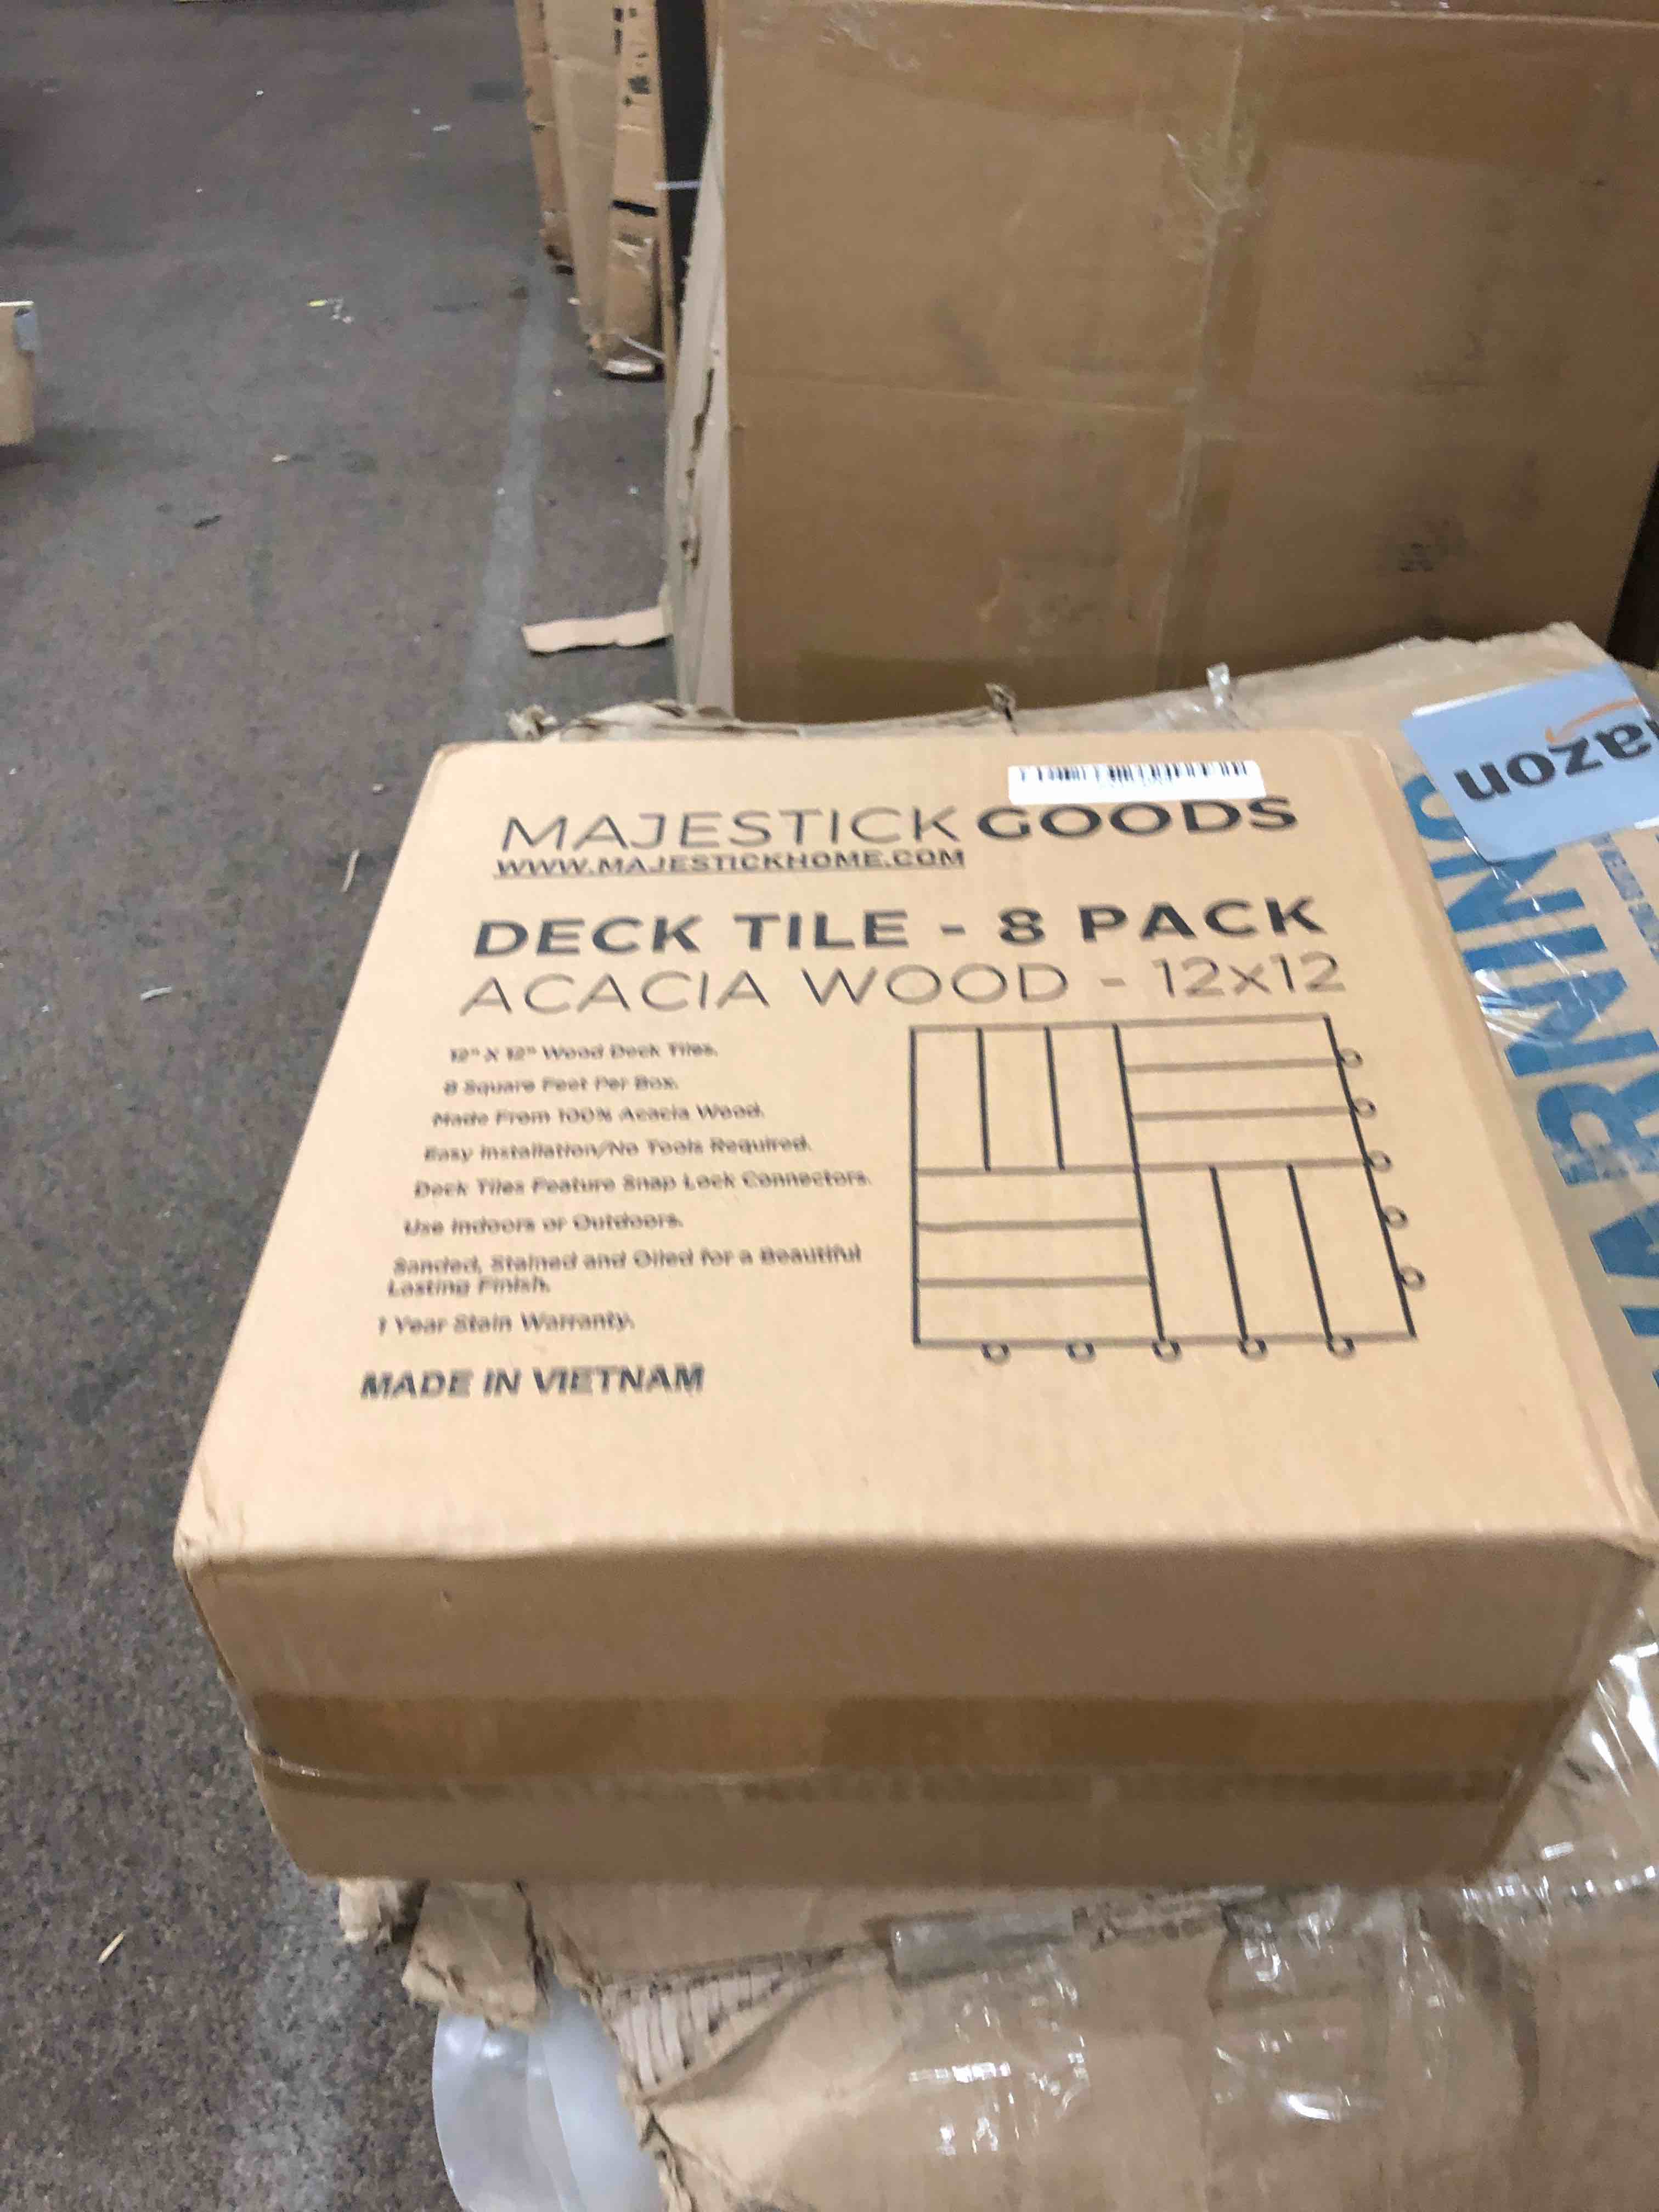 MAJESTICK GOODS
WWW.MAJESTICKHOME.COM
DECK TILE - 8 PACK
ACACIA WOOD - 12x12
12" X 12" Wood Deck Tiles.
8 Square Feet Per Box.
Made From 100% Acacia Wood.
Easy Installation/No Tools Required.
Deck Tiles Feature Snap Lock Connectors.
Use Indoors or Outdoors.
Sanded, Stained and Oiled for a Beautiful
Lasting Finish.
1 Year Stain Warranty.
MADE IN VIETNAM
azon
ARNING